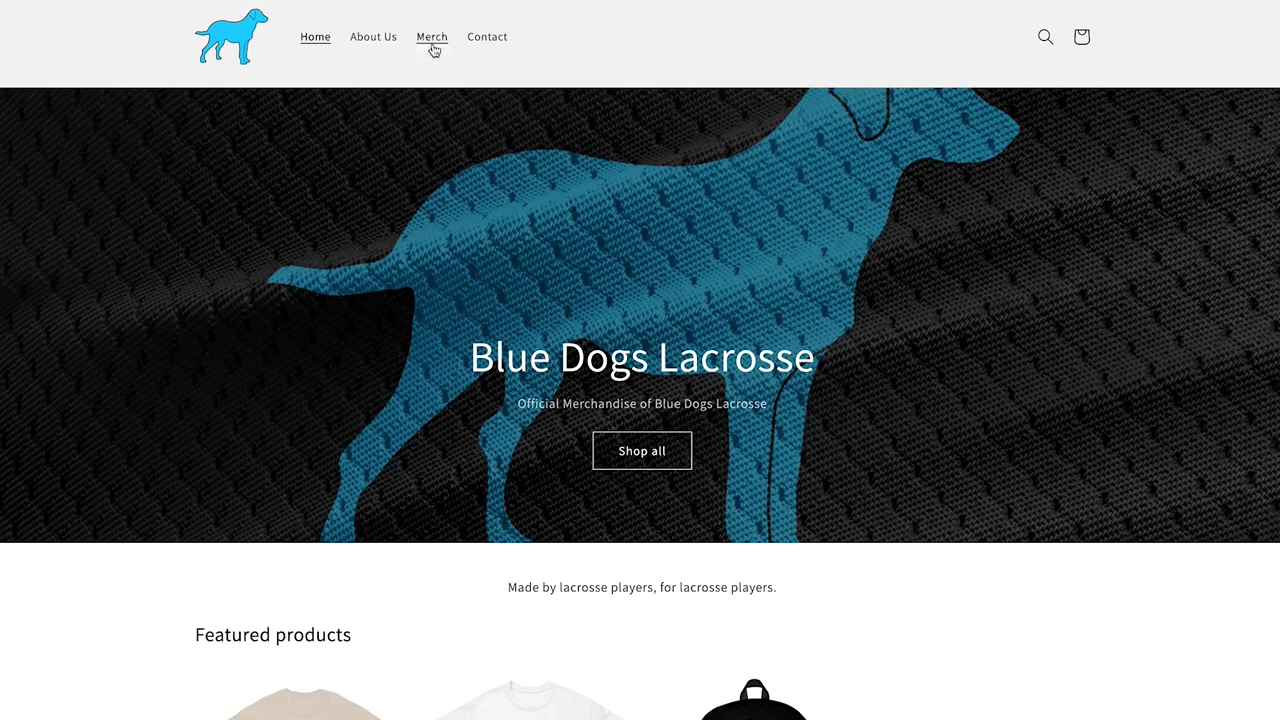 Home About Us Merch Contact
Blue Dogs Lacrosse
Official Merchandise of Blue Dogs Lacrosse
Shop all
Made by lacrosse players, for lacrosse players.
Featured products